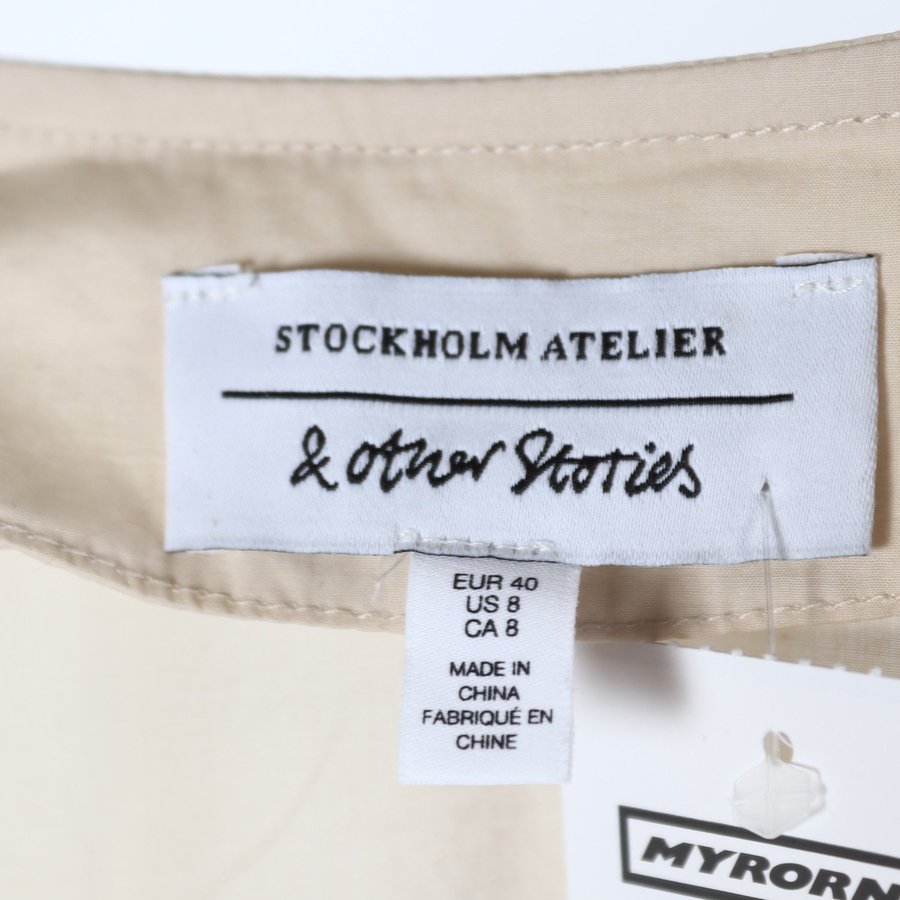 STOCKHOLM ATELIER
& other Stories
EUR 40
US 8
CA 8
MADE IN
CHINA
FABRIQUÉ EN
CHINE
MYRORN